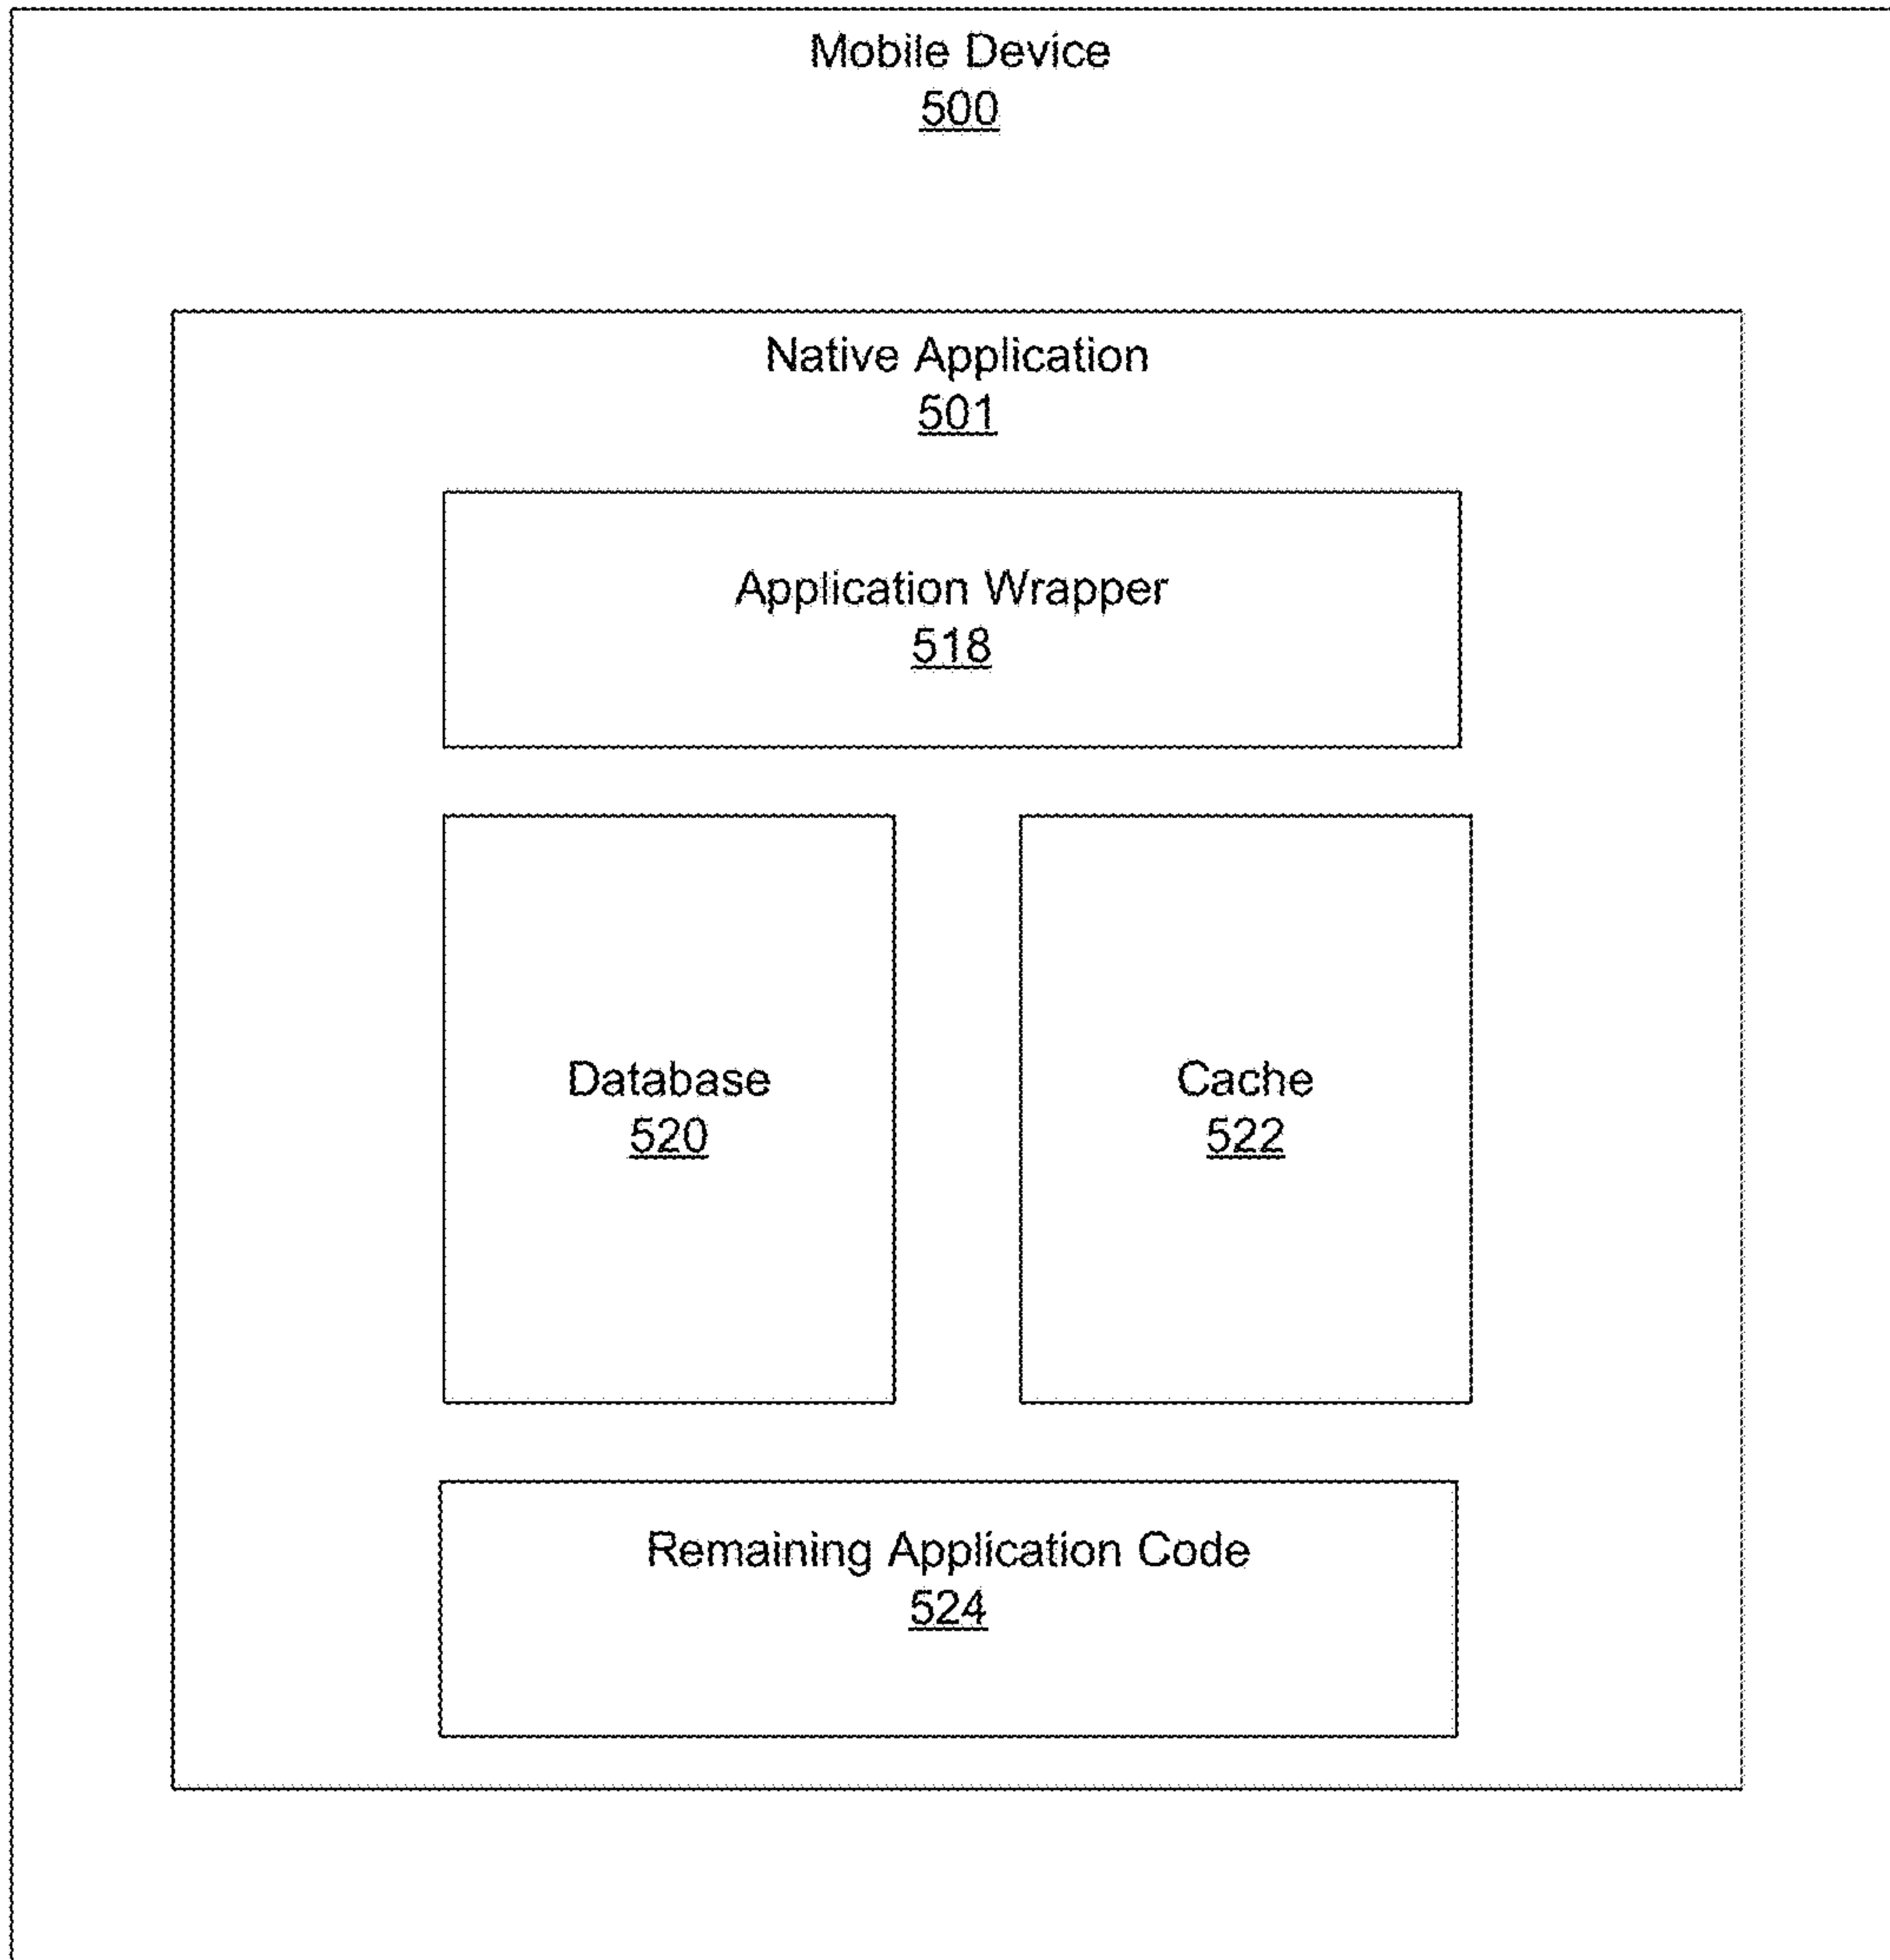 Mobile Device
500
Native Application
501
Application Wrapper
518
Database
520
Cache
522
Remaining Application Code
524